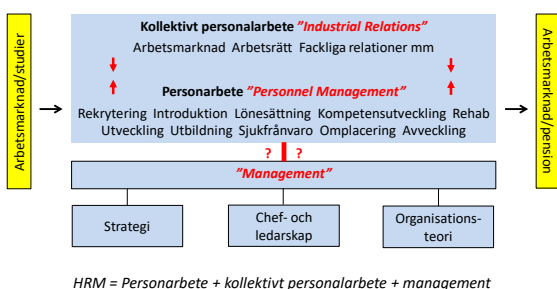 Arbetsmarknad/studier
Kollektivt personalarbete ”Industrial Relations”
Arbetsmarknad Arbetsrätt Fackliga relationer mm
Personarbete ”Personnel Management”
Rekrytering Introduktion Lönesättning Kompetensutveckling Rehab
Utveckling Utbildning Sjukfrånvaro Omplacering Avveckling
? ?
”Management”
Strategi
Chef- och
ledarskap
Organisations-
teori
Arbetsmarknad/
pension
HRM = Personarbete + kollektivt personalarbete + management